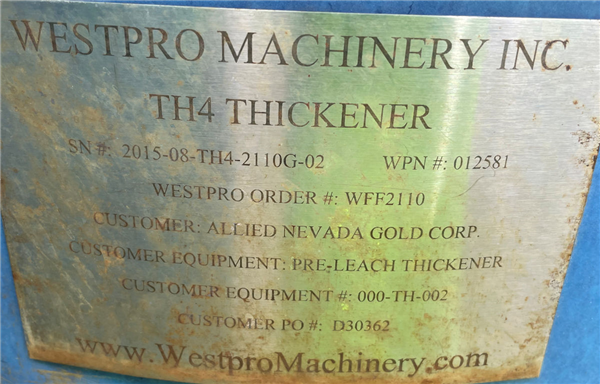 WESTPRO MACHINERY INC.
TH4 THICKENER
SN #: 2015-08-TH4-2110G-02 WPN #: 012581
WESTPRO ORDER #: WFF2110
CUSTOMER: ALLIED NEVADA GOLD CORP.
CUSTOMER EQUIPMENT: PRE-LEACH THICKENER
CUSTOMER EQUIPMENT #: 000-TH-002
CUSTOMER PO #: D30362
www.WestproMachinery.com